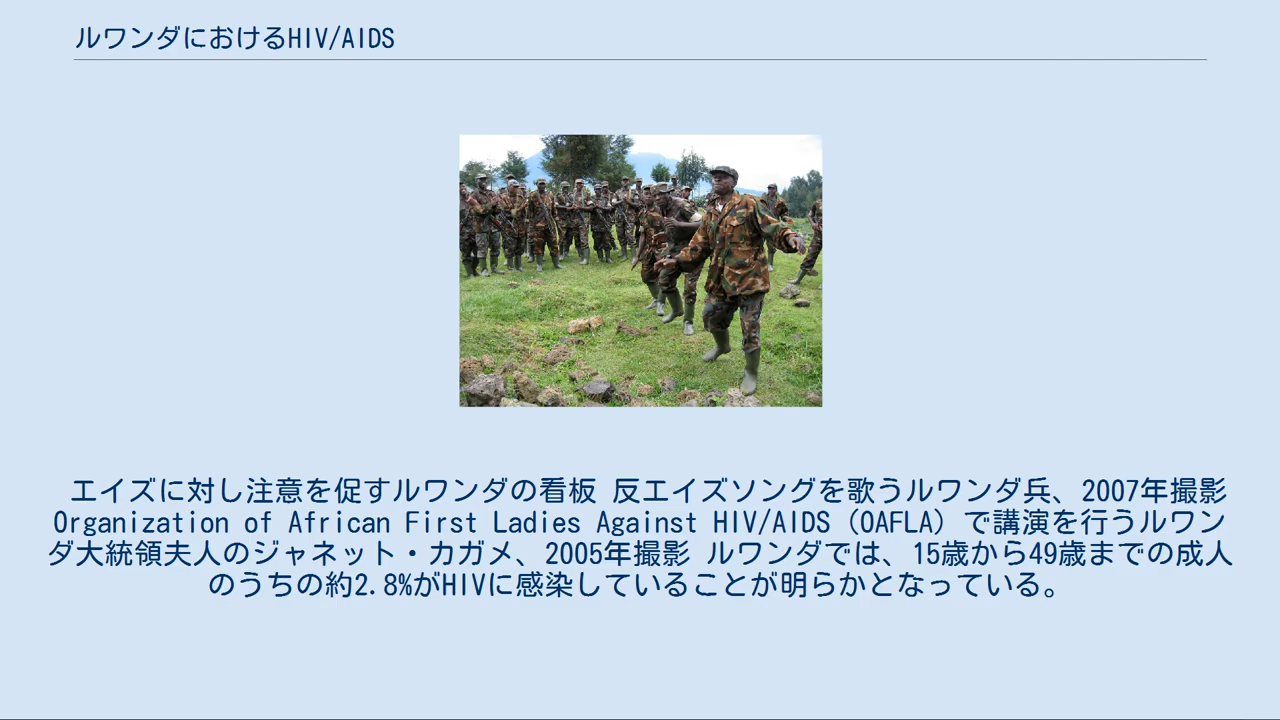 ルワンダにおけるHIV/AIDS
エイズに対し注意を促すルワンダの看板 反エイズソングを歌うルワンダ兵、2007年撮影
Organization of African First Ladies Against HIV/AIDS（OAFLA）で講演を行うルワン
ダ大統領夫人のジャネット・カガメ、2005年撮影 ルワンダでは、15歳から49歳までの成人
のうちの約2.8%がHIVに感染していることが明らかとなっている。